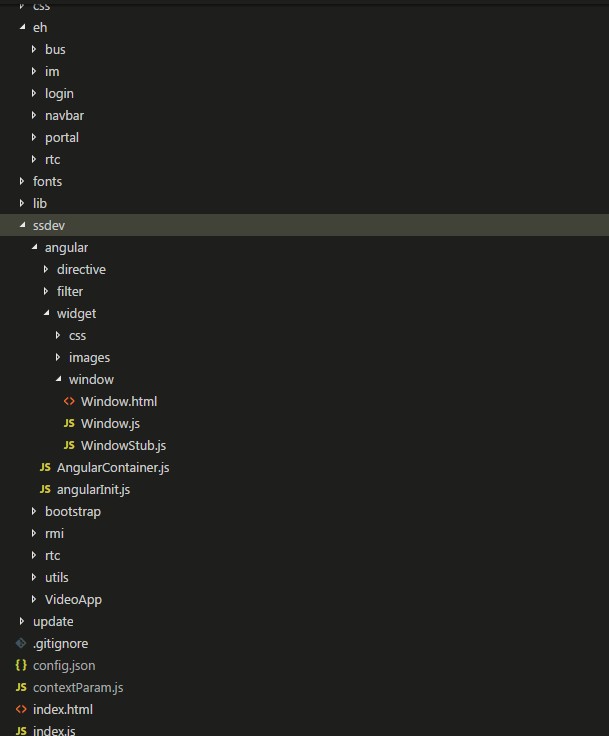 css
eh
bus
im
login
navbar
portal
rtc
fonts
lib
ssdev
angular
directive
filter
widget
css
images
window
<> Window.html
JS Window.js
JS WindowStub.js
JS AngularContainer.js
JS angularInit.js
bootstrap
rmi
rtc
utils
VideoApp
update
.gitignore
{} config.json
JS contextParam.js
<> index.html
JS index.js